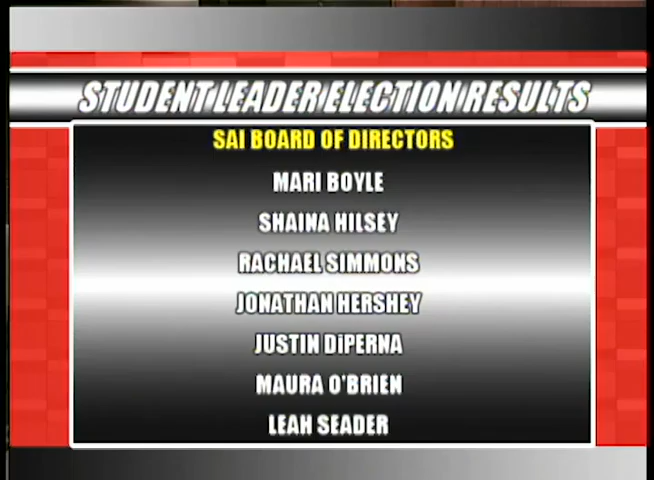 STUDENT LEADER ELECTION RESULTS
SAI BOARD OF DIRECTORS
MARI BOYLE
SHAINA HILSEY
RACHAEL SIMMONS
JONATHAN HERSHEY
JUSTIN DiPERNA
MAURA O'BRIEN
LEAH SEADER